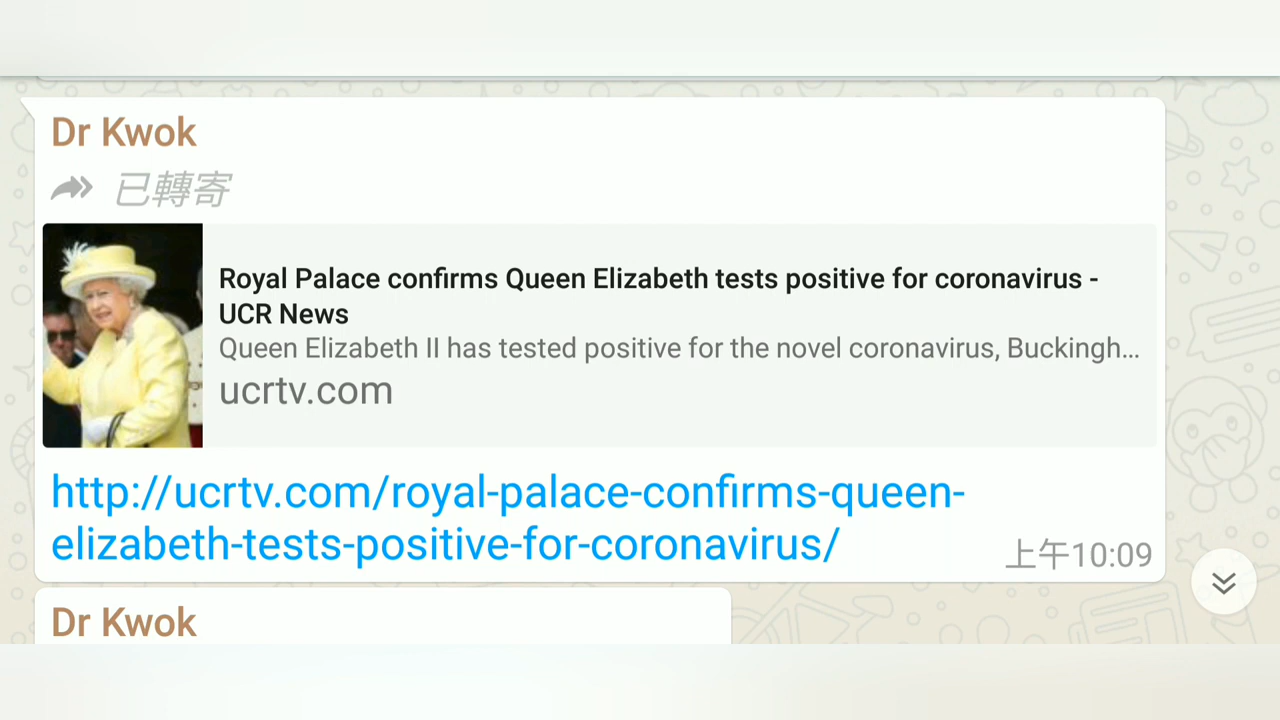 Dr Kwok
已轉寄
Royal Palace confirms Queen Elizabeth tests positive for coronavirus -
UCR News
Queen Elizabeth II has tested positive for the novel coronavirus, Buckingh...
ucrtv.com
http://ucrtv.com/royal-palace-confirms-queen-
elizabeth-tests-positive-for-coronavirus/
上午10:09
Dr Kwok